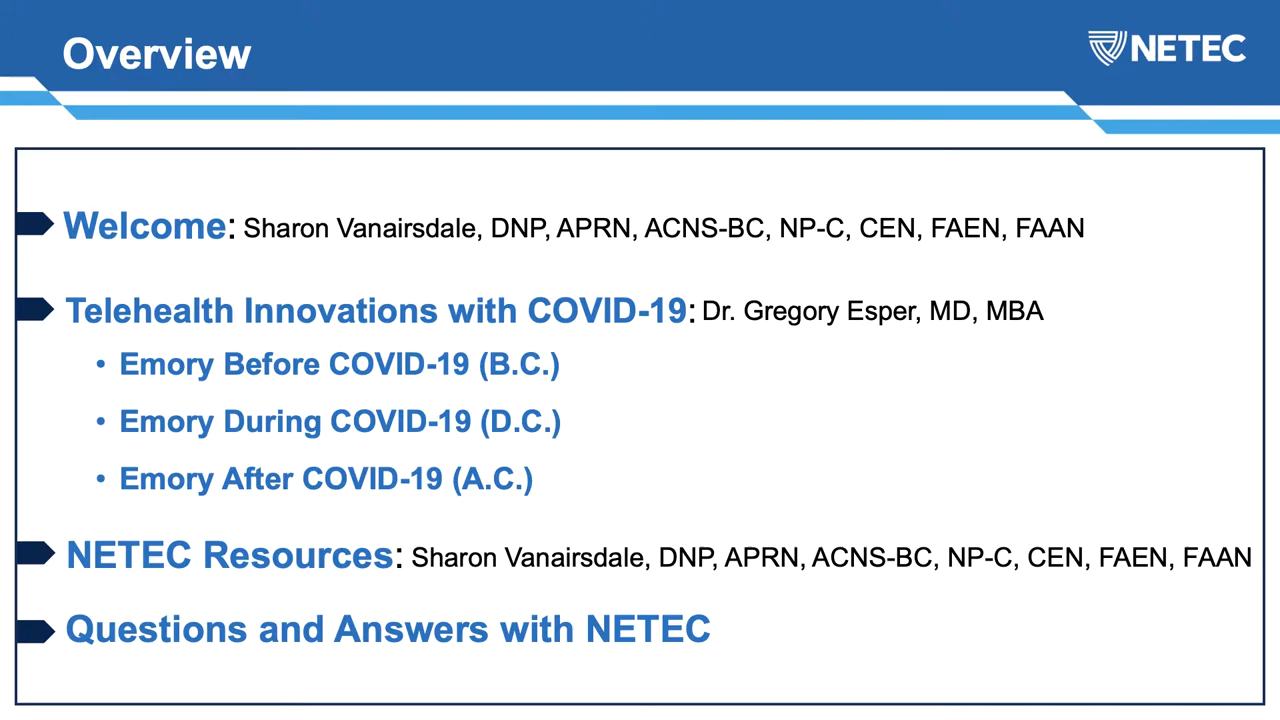 Overview
NETEC
Welcome: Sharon Vanairsdale, DNP, APRN, ACNS-BC, NP-C, CEN, FAEN, FAAN
Telehealth Innovations with COVID-19: Dr. Gregory Esper, MD, MBA
• Emory Before COVID-19 (B.C.)
• Emory During COVID-19 (D.C.)
• Emory After COVID-19 (A.C.)
NETEC Resources: Sharon Vanairsdale, DNP, APRN, ACNS-BC, NP-C, CEN, FAEN, FAAN
Questions and Answers with NETEC